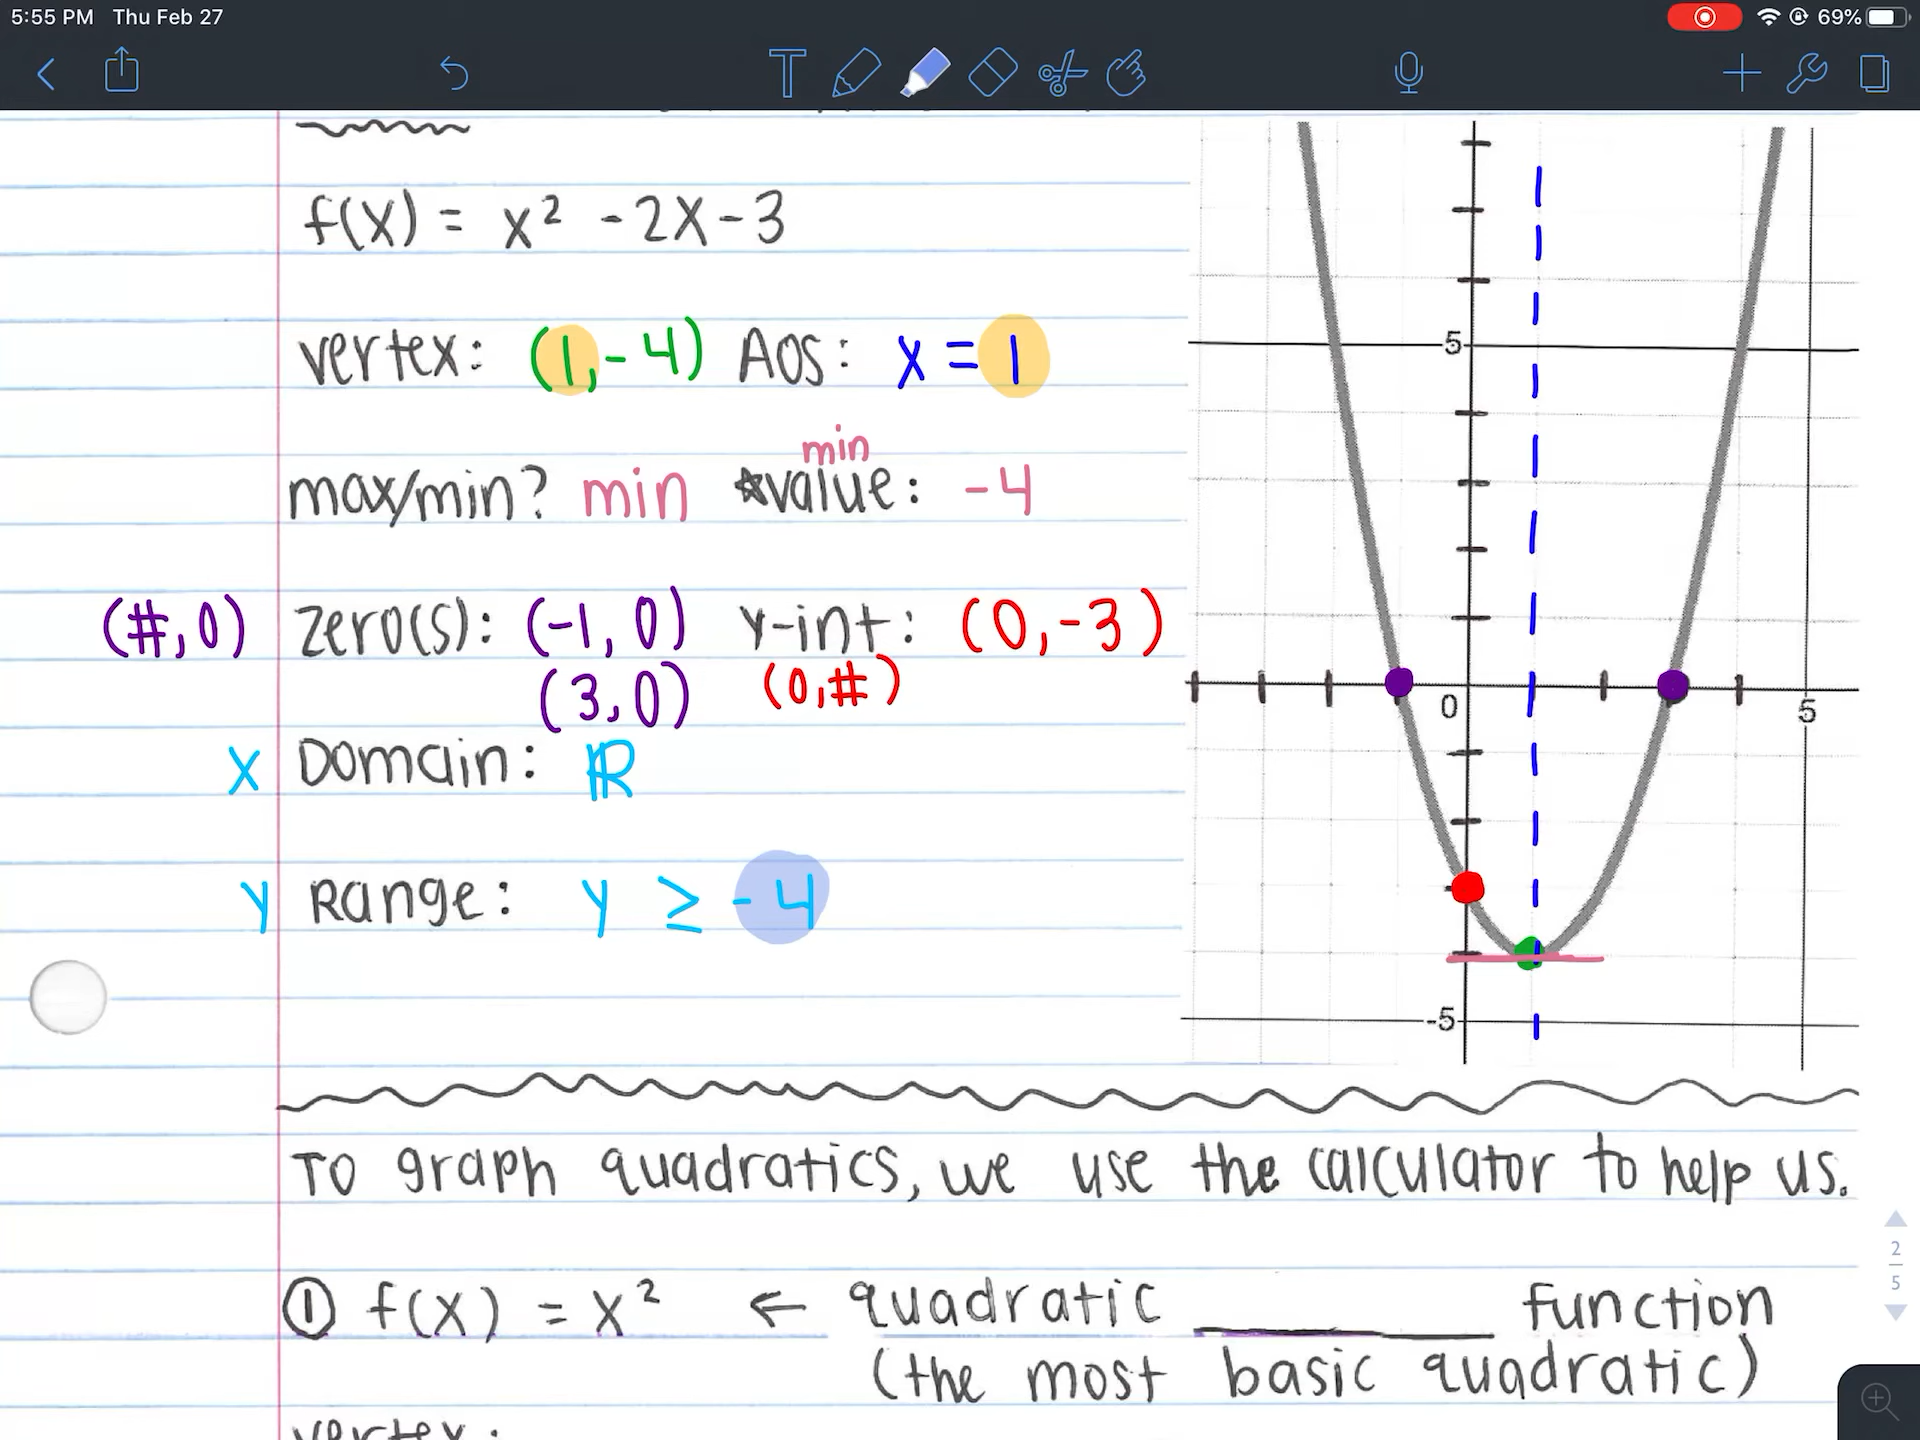 5:55 PM Thu Feb 27
69%
T
f(x) = x² -2x-3
vertex: (1,-4) AOS: x = 1
min
max/min? min *value: -4
(#,0) zero(s): (-1, 0) y-int: (0,-3)
(3,0) (0,#)
x Domain: ℝ
y Range: y ≥ -4
5
0
5
-5
To graph quadratics, we use the calculator to help us.
① f(x) = x² ← quadratic ________ function
(the most basic quadratic)
vertex:
2
5